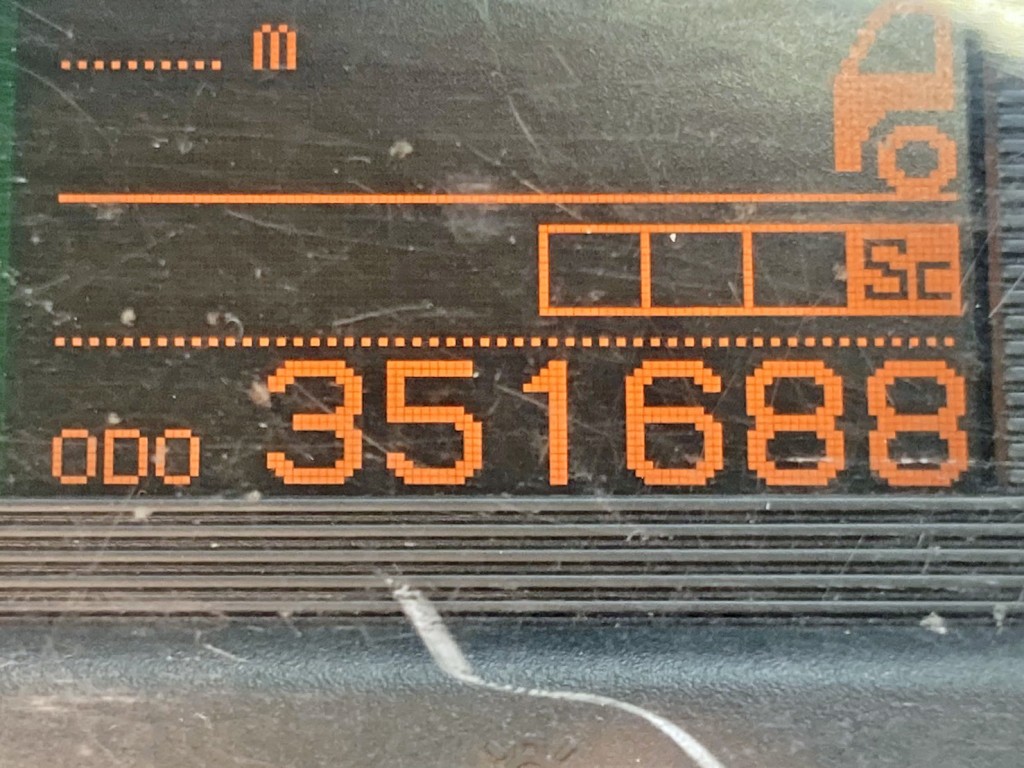 ......... m
Sc
ODO 351688